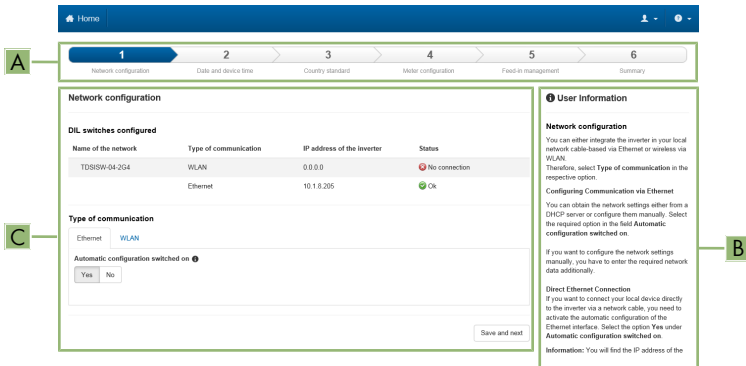 Home
1
2
3
4
5
6
Network configuration
Date and device time
Country standard
Meter configuration
Feed-in management
Summary
A
Network configuration
DIL switches configured
Name of the network
Type of communication
IP address of the inverter
Status
TDSISW-04-2G4
WLAN
0.0.0.0
No connection
Ethernet
10.1.8.205
Ok
Type of communication
Ethernet
WLAN
Automatic configuration switched on
Yes
No
Save and next
C
User Information
Network configuration
You can either integrate the inverter in your local
network cable-based via Ethernet or wireless via
WLAN.
Therefore, select Type of communication in the
respective option.
Configuring Communication via Ethernet
You can obtain the network settings either from a
DHCP server or configure them manually. Select
the required option in the field Automatic
configuration switched on.
If you want to configure the network settings
manually, you have to enter the required network
data additionally.
Direct Ethernet Connection
If you want to connect your local device directly
to the inverter via a network cable, you need to
activate the automatic configuration of the
Ethernet interface. Select the option Yes under
Automatic configuration switched on.
Information: You will find the IP address of the
B